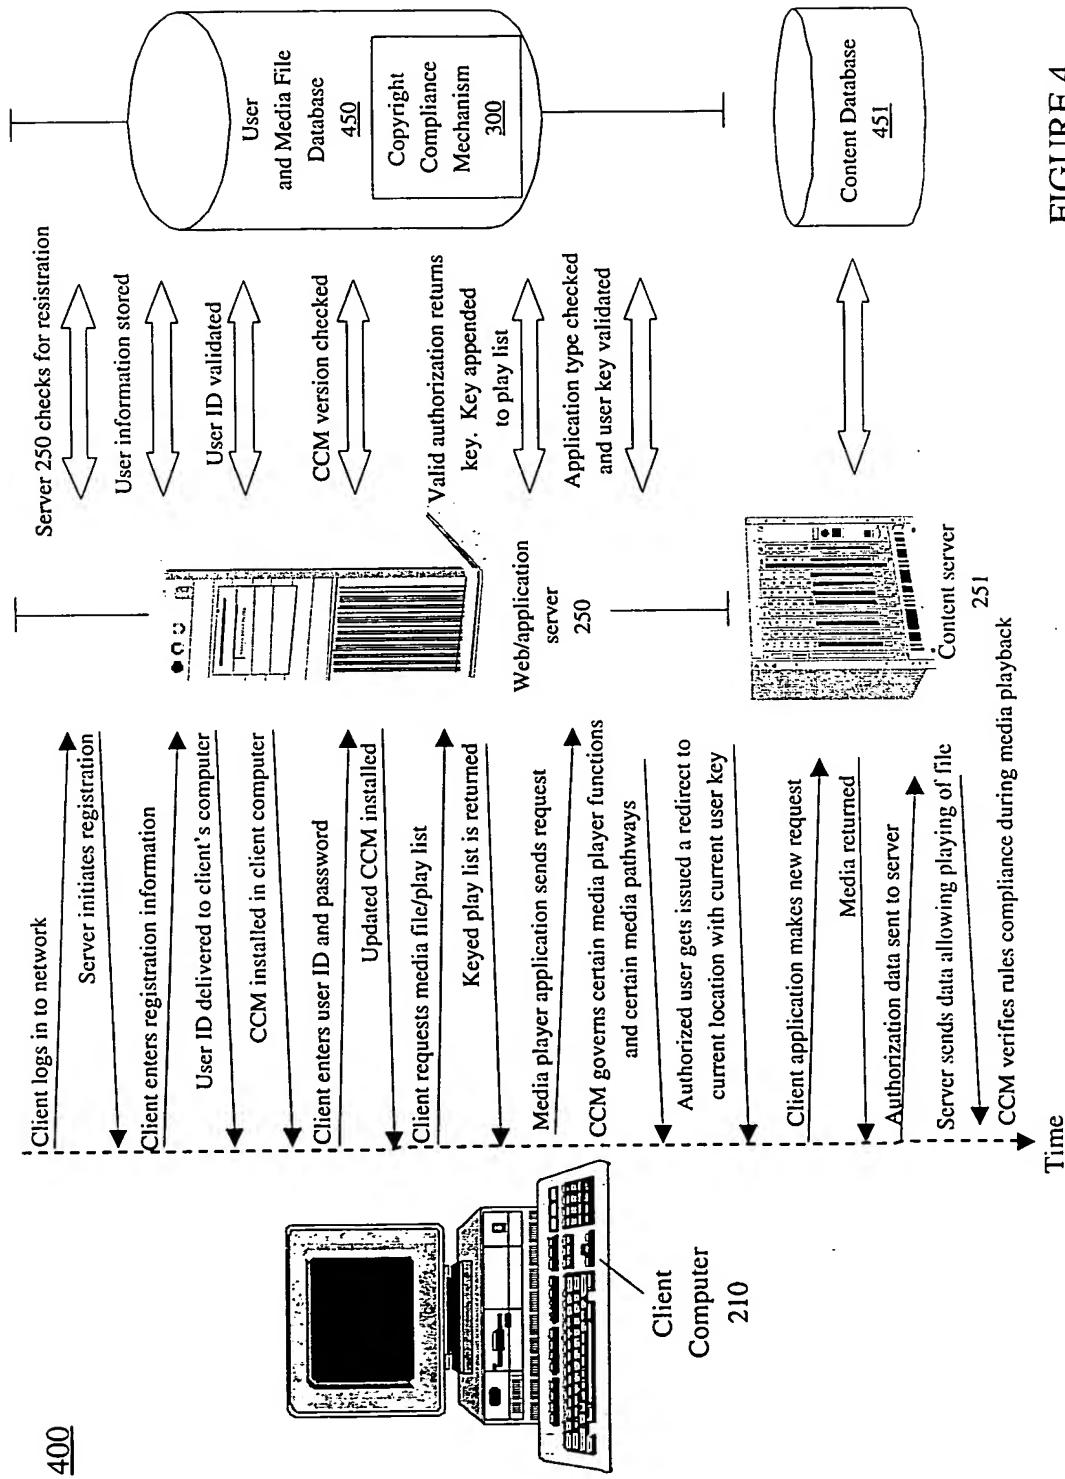 400
Client logs in to network
Server initiates registration
Client enters registration information
User ID delivered to client's computer
CCM installed in client computer
Client enters user ID and password
Updated CCM installed
Client requests media file/play list
Keyed play list is returned
Media player application sends request
CCM governs certain media player functions
and certain media pathways
Authorized user gets issued a redirect to
current location with current user key
Client application makes new request
Media returned
Authorization data sent to server
Server sends data allowing playing of file
CCM verifies rules compliance during media playback
Time
Client
Computer
210
Web/application
server
250
Content server
251
Server 250 checks for resistration
User information stored
User ID validated
CCM version checked
Valid authorization returns
key. Key appended
to play list
Application type checked
and user key validated
User
and Media File
Database
450
Copyright
Compliance
Mechanism
300
Content Database
451
FIGURE 4